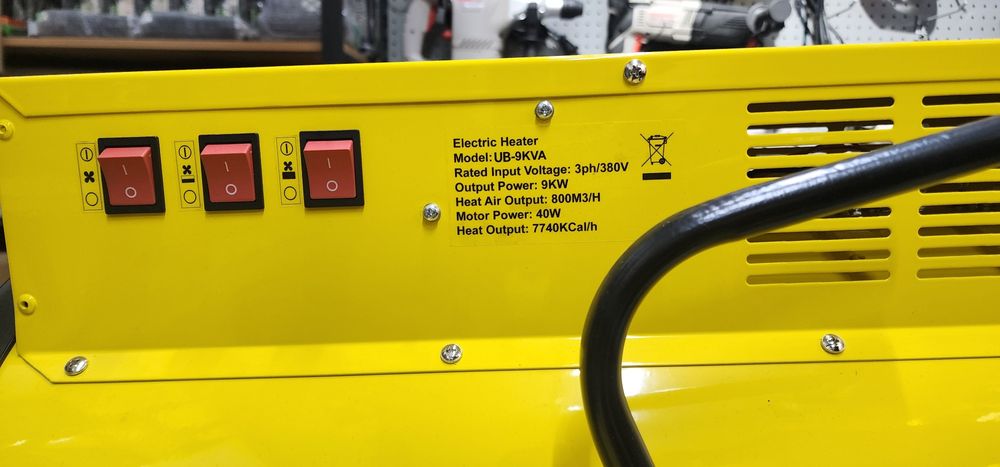 Electric Heater
Model: UB-9KVA
Rated Input Voltage: 3ph/380V
Output Power: 9KW
Heat Air Output: 800M3/H
Motor Power: 40W
Heat Output: 7740KCal/h